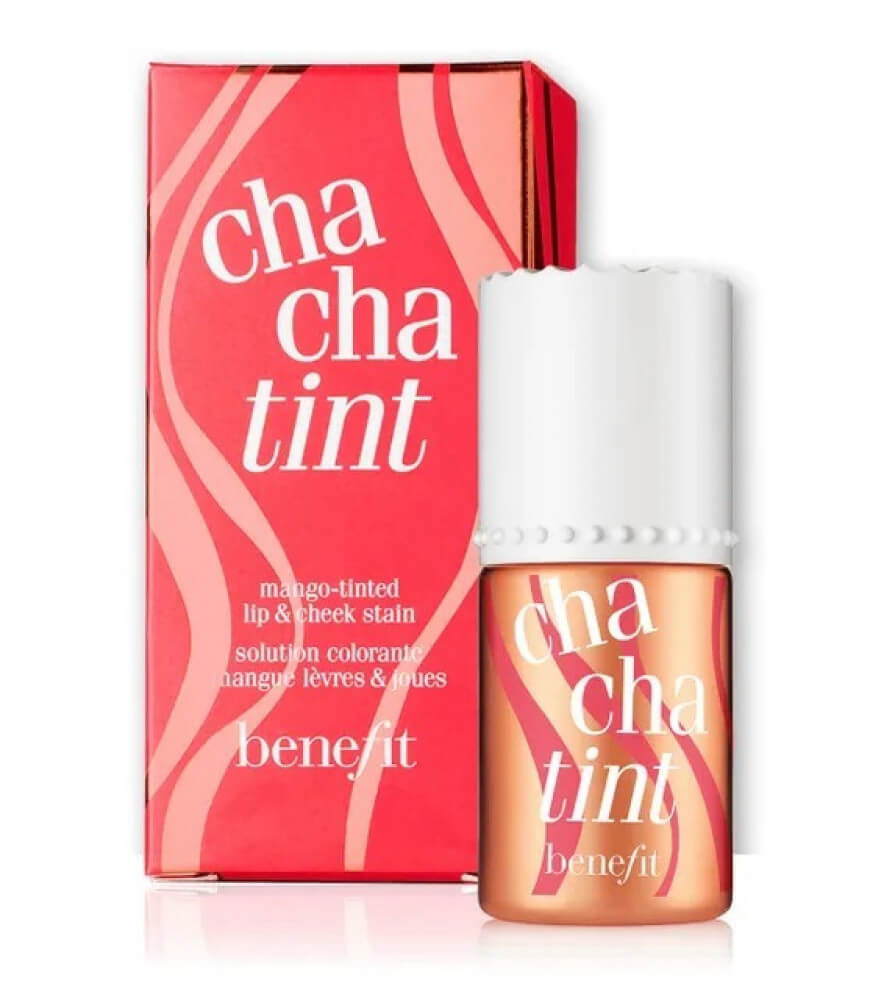 cha
cha
tint
mango-tinted
lip & cheek stain
solution colorante
mangue lèvres & joues
benefit
cha
cha
tint
benefit